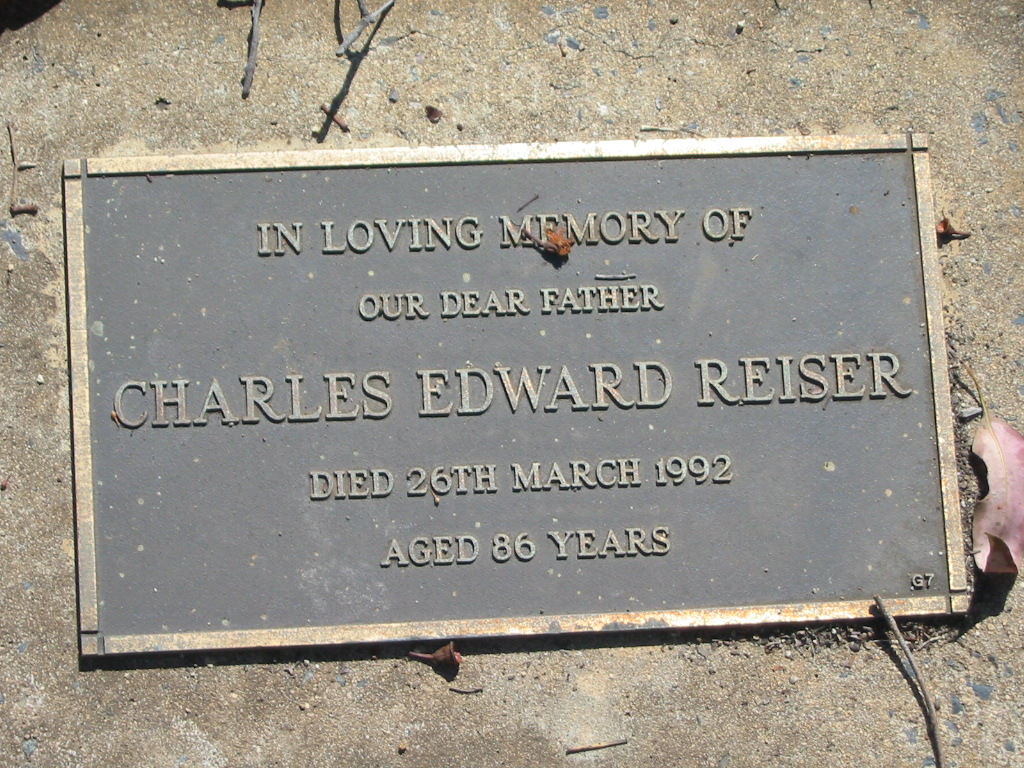 IN LOVING MEMORY OF
OUR DEAR FATHER
CHARLES EDWARD REISER
DIED 26TH MARCH 1992
AGED 86 YEARS
G7